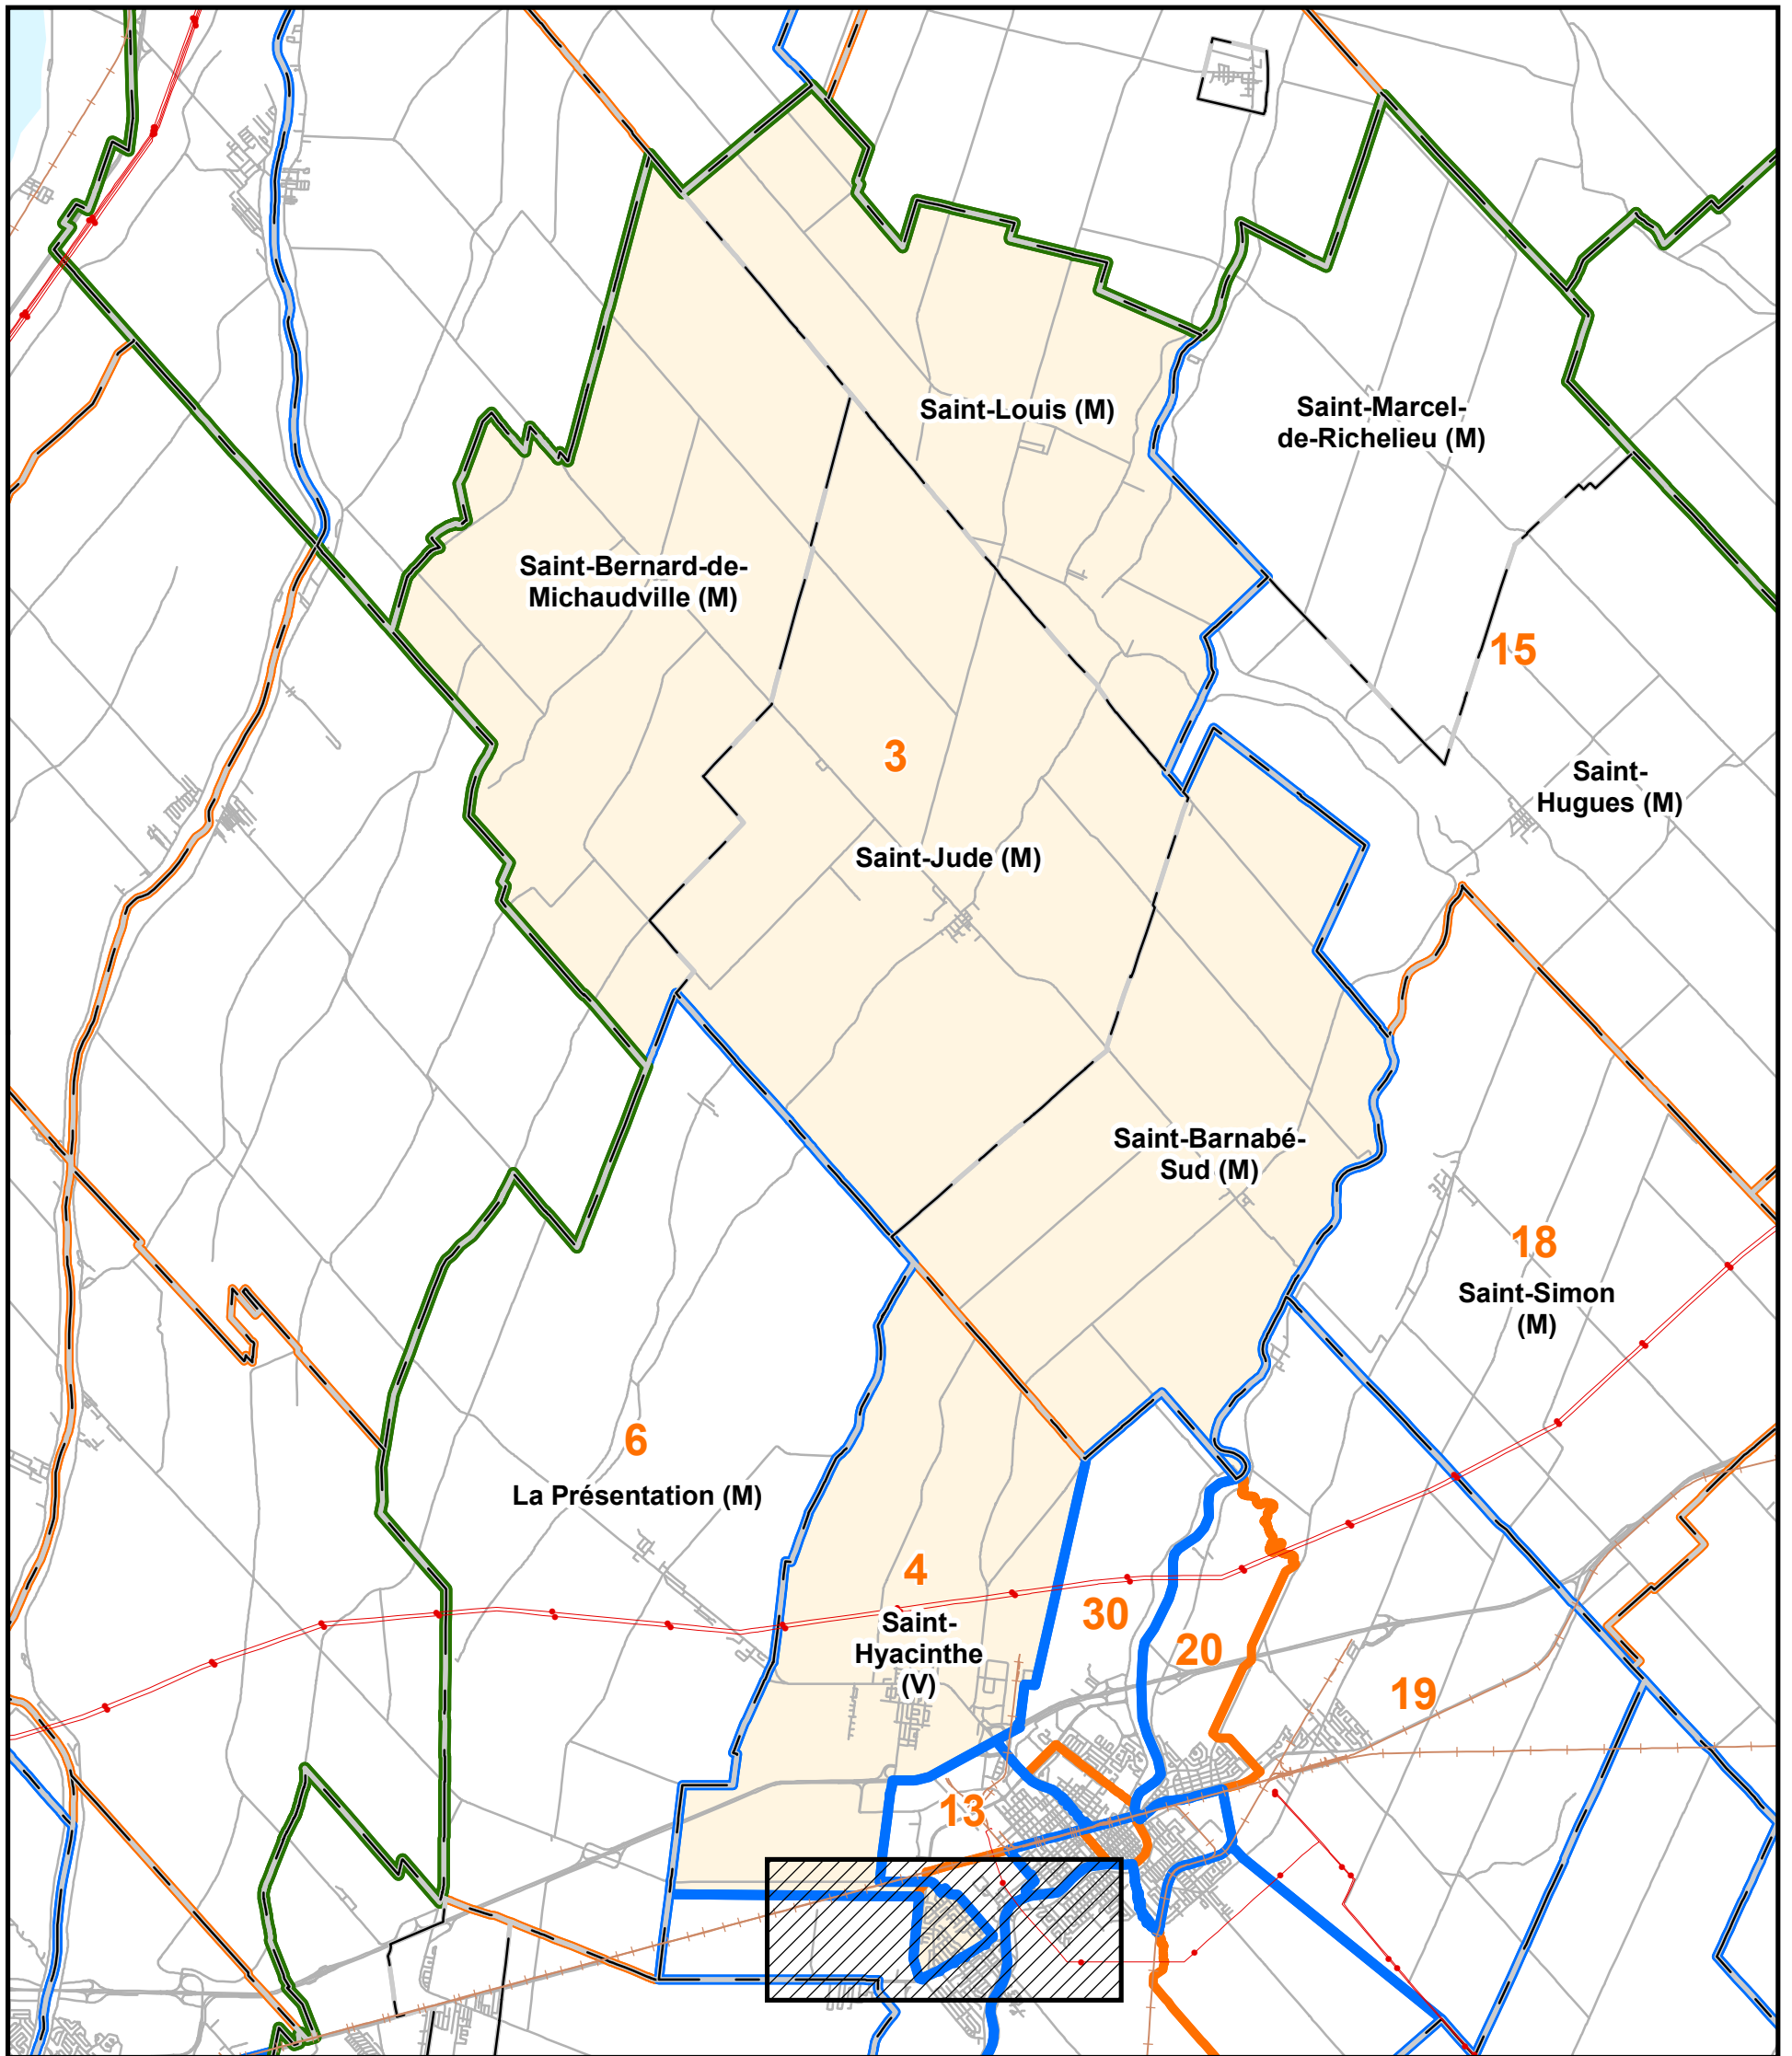 Saint-Louis (M)
Saint-Marcel-
de-Richelieu (M)
Saint-Bernard-de-
Michaudville (M)
15
3
Saint-
Hugues (M)
Saint-Jude (M)
Saint-Barnabé-
Sud (M)
18
Saint-Simon
(M)
6
La Présentation (M)
4
Saint-
Hyacinthe
(V)
30
20
19
13